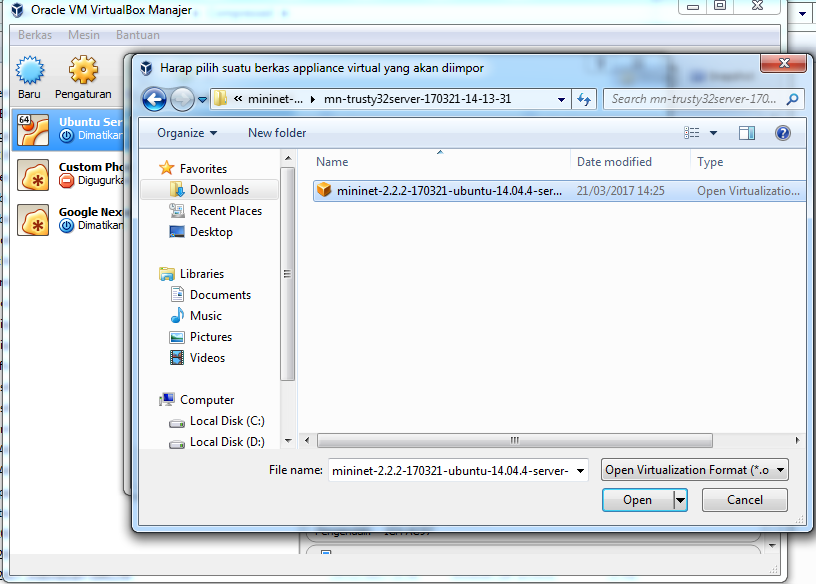 Oracle VM VirtualBox Manajer
Berkas Mesin Bantuan
Baru Pengaturan
64 Ubuntu Ser
Dimatikan
Custom Pho
Digugurka
Google Nex
Dimatikan
Harap pilih suatu berkas appliance virtual yang akan diimpor
« mininet-... mn-trusty32server-170321-14-13-31
Search mn-trusty32server-170...
Organize New folder
Favorites
Downloads
Recent Places
Desktop
Libraries
Documents
Music
Pictures
Videos
Computer
Local Disk (C:)
Local Disk (D:)
Name Date modified Type
mininet-2.2.2-170321-ubuntu-14.04.4-ser... 21/03/2017 14:25 Open Virtualizatio...
File name: mininet-2.2.2-170321-ubuntu-14.04.4-server-
Open Virtualization Format (*.o
Open Cancel